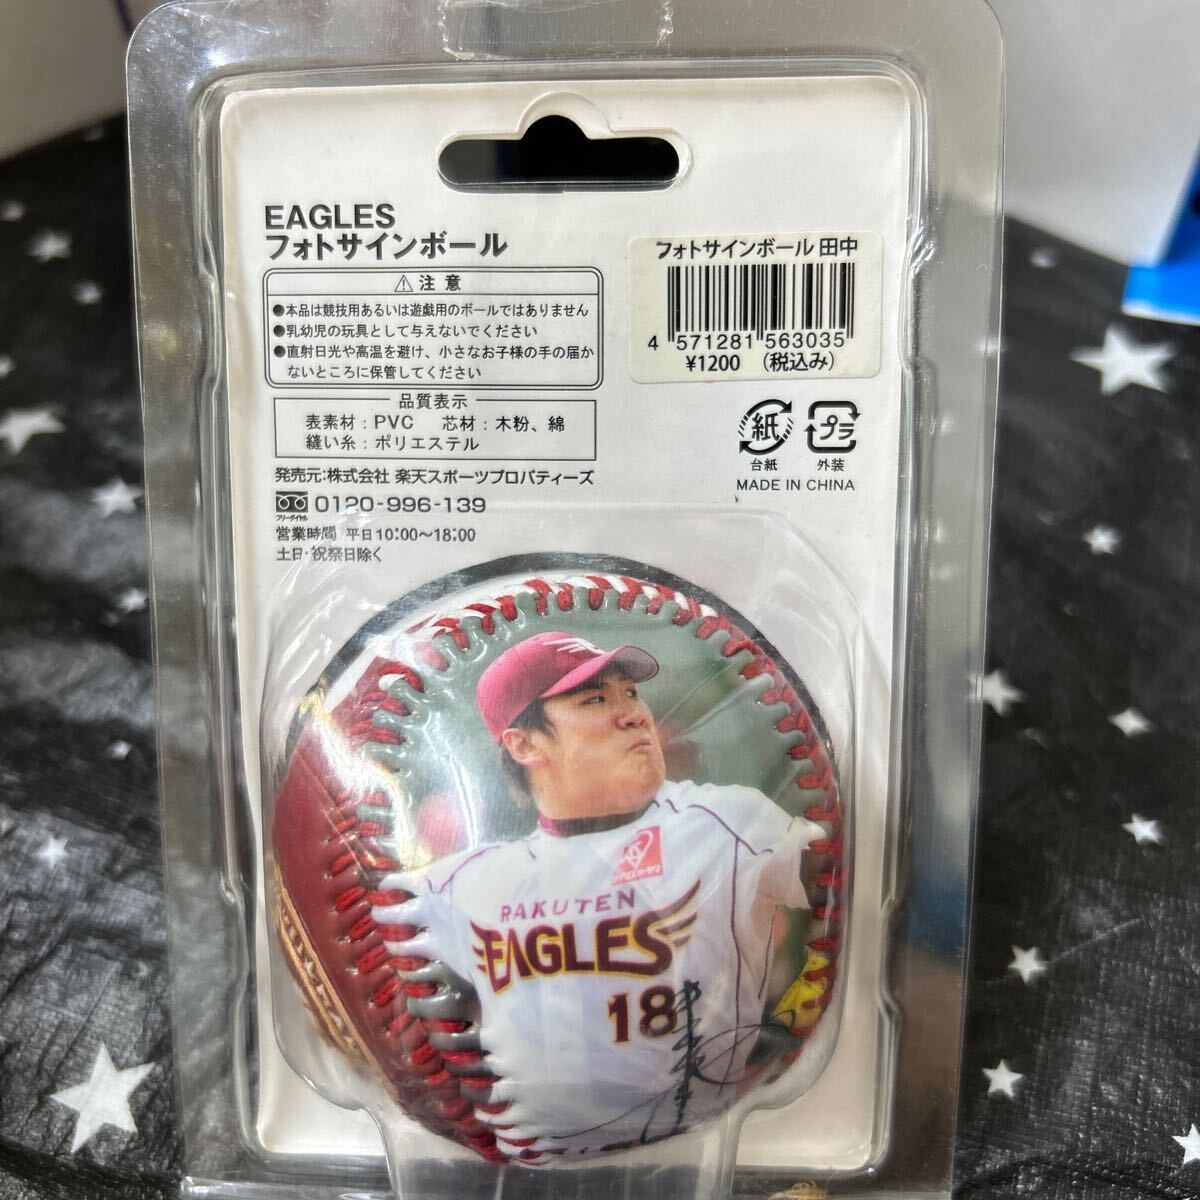 EAGLES
フォトサインボール
⚠注意
●本品は競技用あるいは遊戯用のボールではありません
●乳幼児の玩具として与えないでください
●直射日光や高温を避け、小さなお子様の手の届か
ないところに保管してください
品質表示
表素材：PVC 芯材：木粉、綿
縫い糸：ポリエステル
発売元：株式会社 楽天スポーツプロパティーズ
フリーダイヤル
0120-996-139
営業時間 平日10:00～18:00
土日・祝祭日除く
フォトサインボール 田中
4 571281 563035
¥1200 （税込み）
紙
台紙
プラ
外装
MADE IN CHINA
RAKUTEN
EAGLES
18